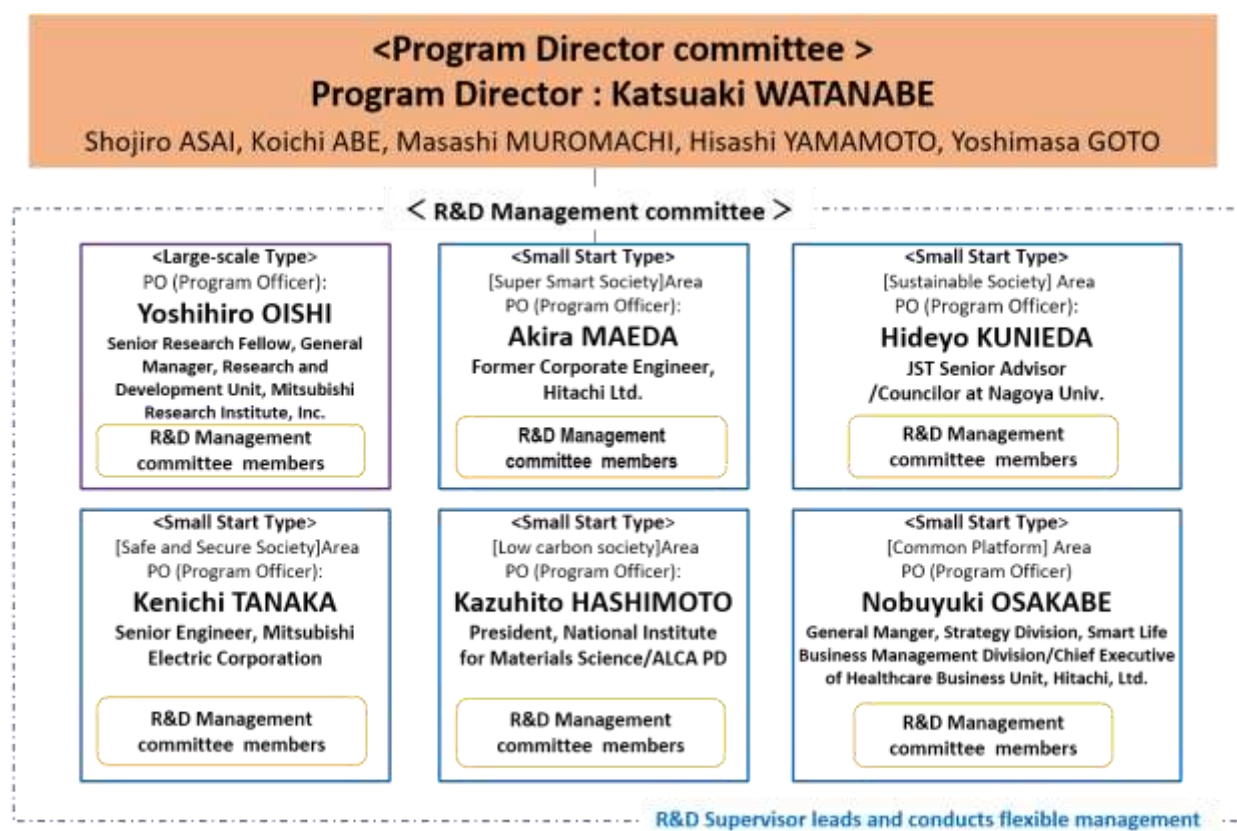 <Program Director committee >
Program Director : Katsuaki WATANABE
Shojiro ASAI, Koichi ABE, Masashi MUROMACHI, Hisashi YAMAMOTO, Yoshimasa GOTO
< R&D Management committee >
<Large-scale Type>
PO (Program Officer):
Yoshihiro OISHI
Senior Research Fellow, General
Manager, Research and
Development Unit, Mitsubishi
Research Institute, Inc.
R&D Management
committee members
<Small Start Type>
[Super Smart Society]Area
PO (Program Officer):
Akira MAEDA
Former Corporate Engineer,
Hitachi Ltd.
R&D Management
committee members
<Small Start Type>
[Sustainable Society] Area
PO (Program Officer):
Hideyo KUNIEDA
JST Senior Advisor
/Councilor at Nagoya Univ.
R&D Management
committee members
<Small Start Type>
[Safe and Secure Society]Area
PO (Program Officer):
Kenichi TANAKA
Senior Engineer, Mitsubishi
Electric Corporation
R&D Management
committee members
<Small Start Type>
[Low carbon society]Area
PO (Program Officer):
Kazuhito HASHIMOTO
President, National Institute
for Materials Science/ALCA PD
R&D Management
committee members
<Small Start Type>
[Common Platform] Area
PO (Program Officer)
Nobuyuki OSAKABE
General Manger, Strategy Division, Smart Life
Business Management Division/Chief Executive
of Healthcare Business Unit, Hitachi, Ltd.
R&D Management
committee members
R&D Supervisor leads and conducts flexible management